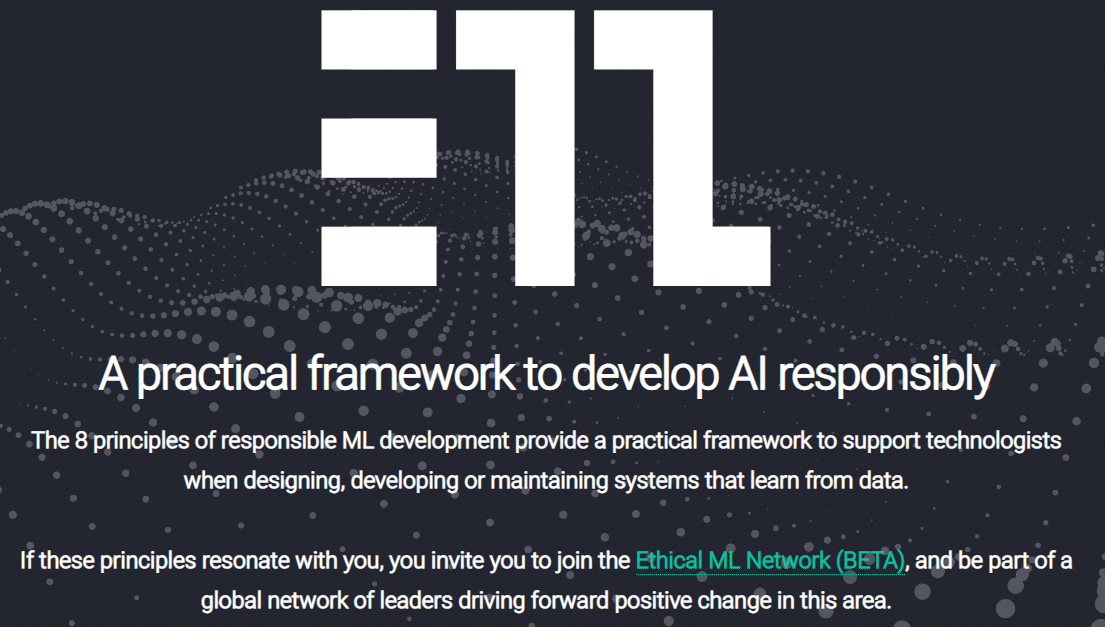 A practical framework to develop AI responsibly
The 8 principles of responsible ML development provide a practical framework to support technologists
when designing, developing or maintaining systems that learn from data.
If these principles resonate with you, you invite you to join the Ethical ML Network (BETA), and be part of a
global network of leaders driving forward positive change in this area.